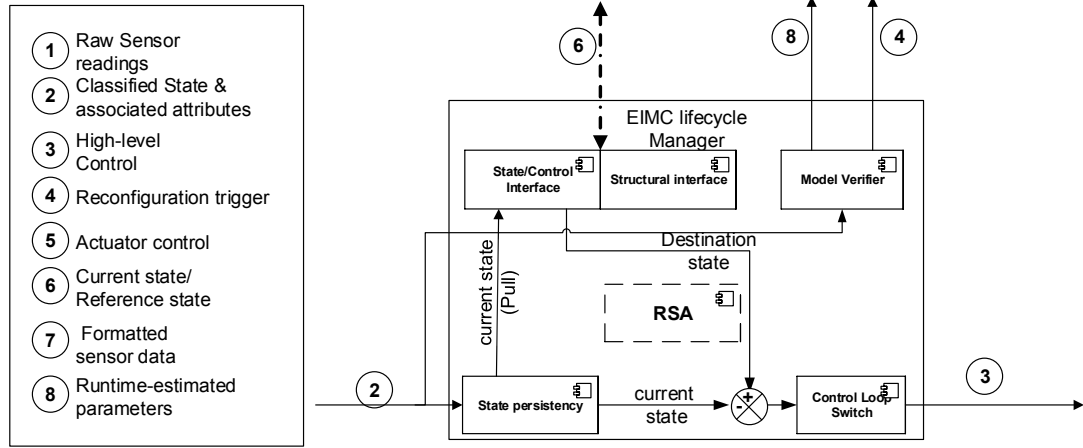 1 Raw Sensor
readings
2 Classified State &
associated attributes
3 High-level
Control
4 Reconfiguration trigger
5 Actuator control
6 Current state/
Reference state
7 Formatted
sensor data
8 Runtime-estimated
parameters
6
8
4
EIMC lifecycle
Manager
State/Control
Interface
Structural interface
Model Verifier
Destination
state
current state
(Pull)
RSA
2
State persistency
current
state
+
-
Control Loop
Switch
3